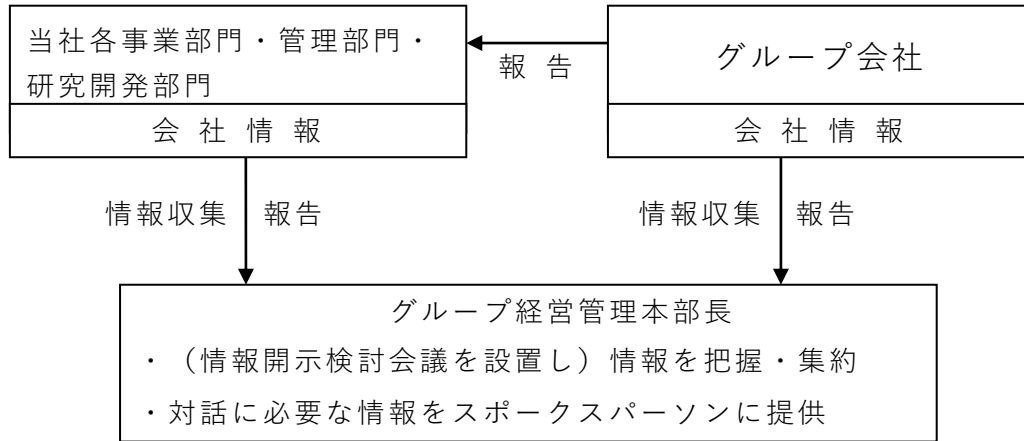 当社各事業部門・管理部門・
研究開発部門
会社情報
報告
グループ会社
会社情報
情報収集 報告
情報収集 報告
グループ経営管理本部長
・（情報開示検討会議を設置し）情報を把握・集約
・対話に必要な情報をスポークスパーソンに提供